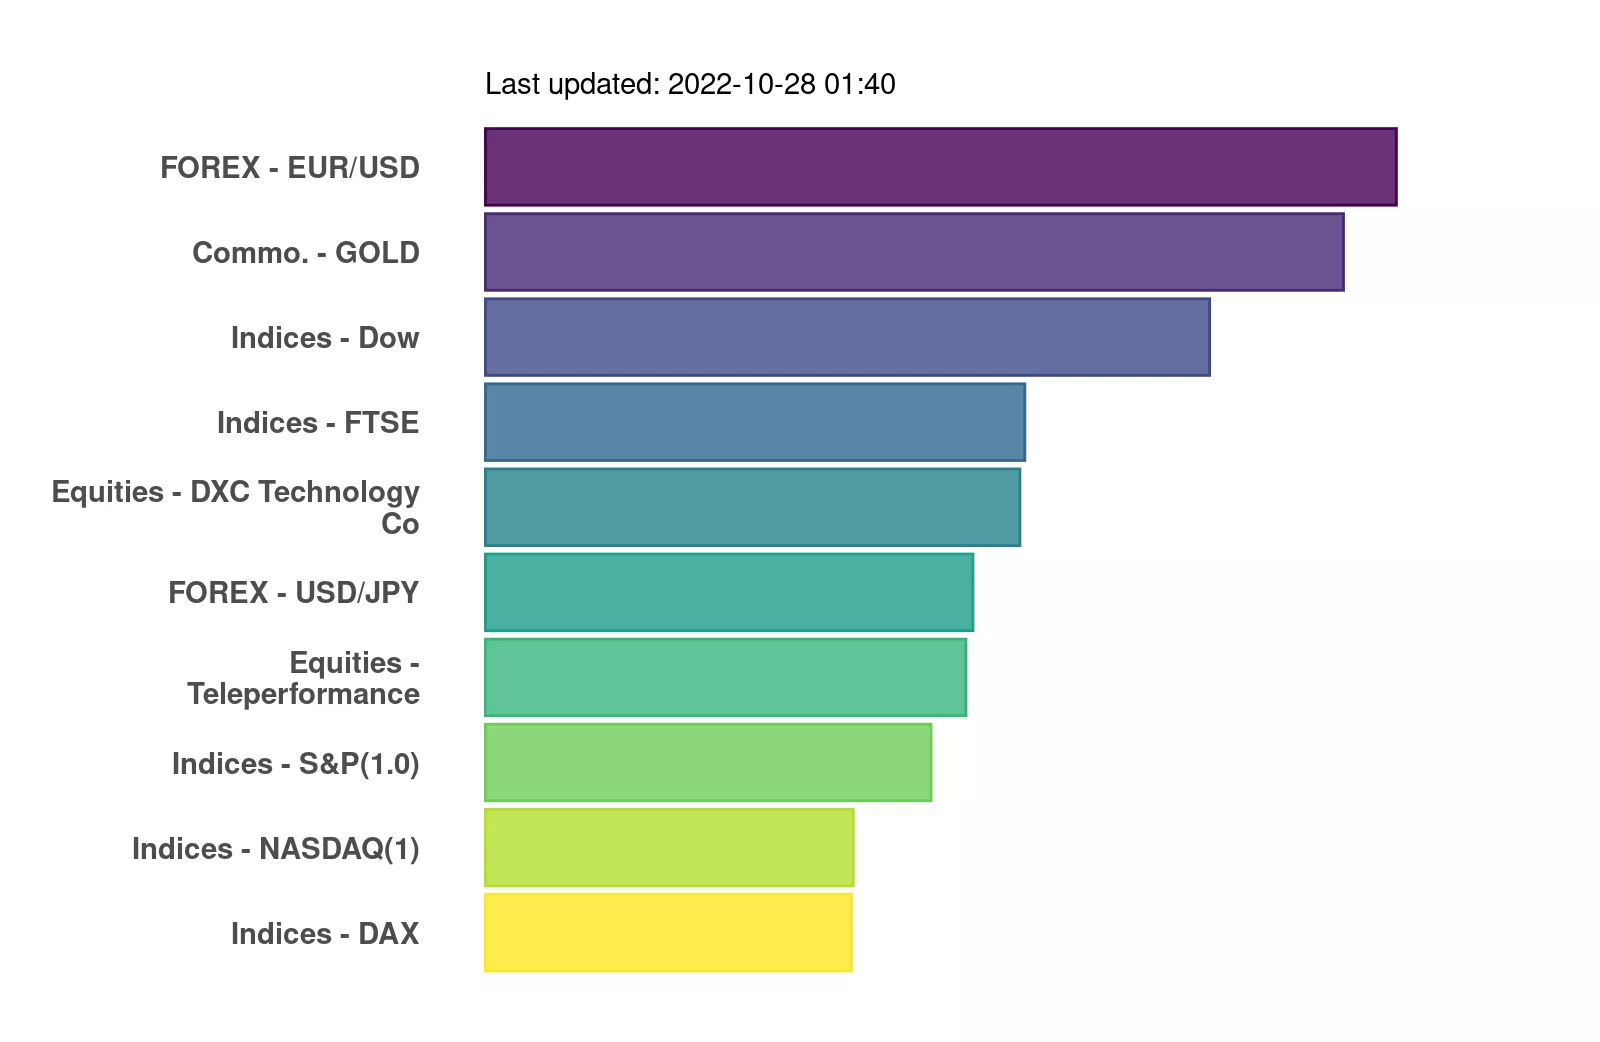 Last updated: 2022-10-28 01:40
FOREX - EUR/USD
Commo. - GOLD
Indices - Dow
Indices - FTSE
Equities - DXC Technology
Co
FOREX - USD/JPY
Equities -
Teleperformance
Indices - S&P(1.0)
Indices - NASDAQ(1)
Indices - DAX